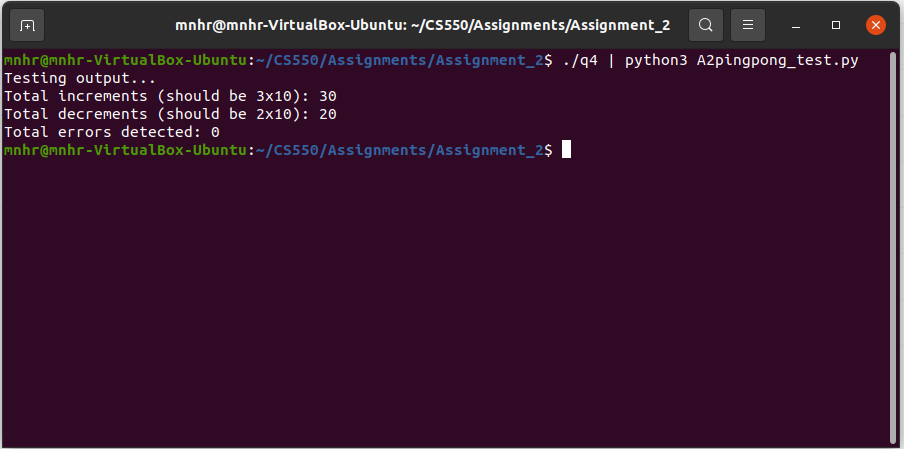 mnhr@mnhr-VirtualBox-Ubuntu: ~/CS550/Assignments/Assignment_2
mnhr@mnhr-VirtualBox-Ubuntu:~/CS550/Assignments/Assignment_2$ ./q4 | python3 A2pingpong_test.py
Testing output...
Total increments (should be 3x10): 30
Total decrements (should be 2x10): 20
Total errors detected: 0
mnhr@mnhr-VirtualBox-Ubuntu:~/CS550/Assignments/Assignment_2$